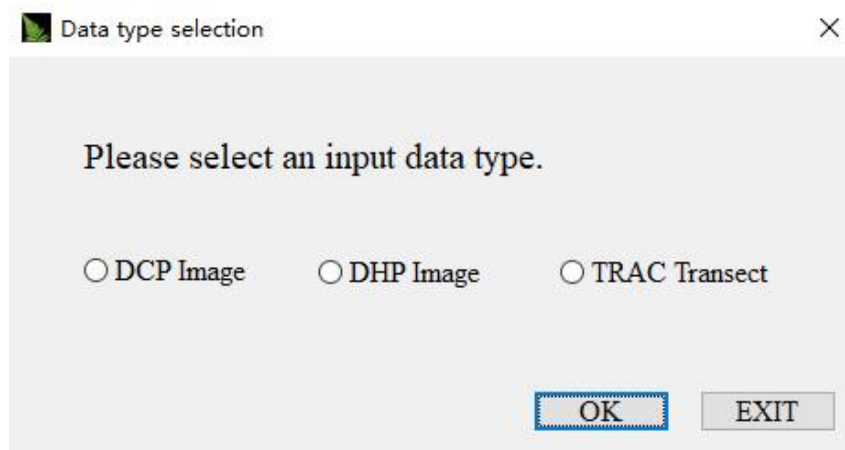 Data type selection
Please select an input data type.
DCP Image DHP Image TRAC Transect
OK EXIT